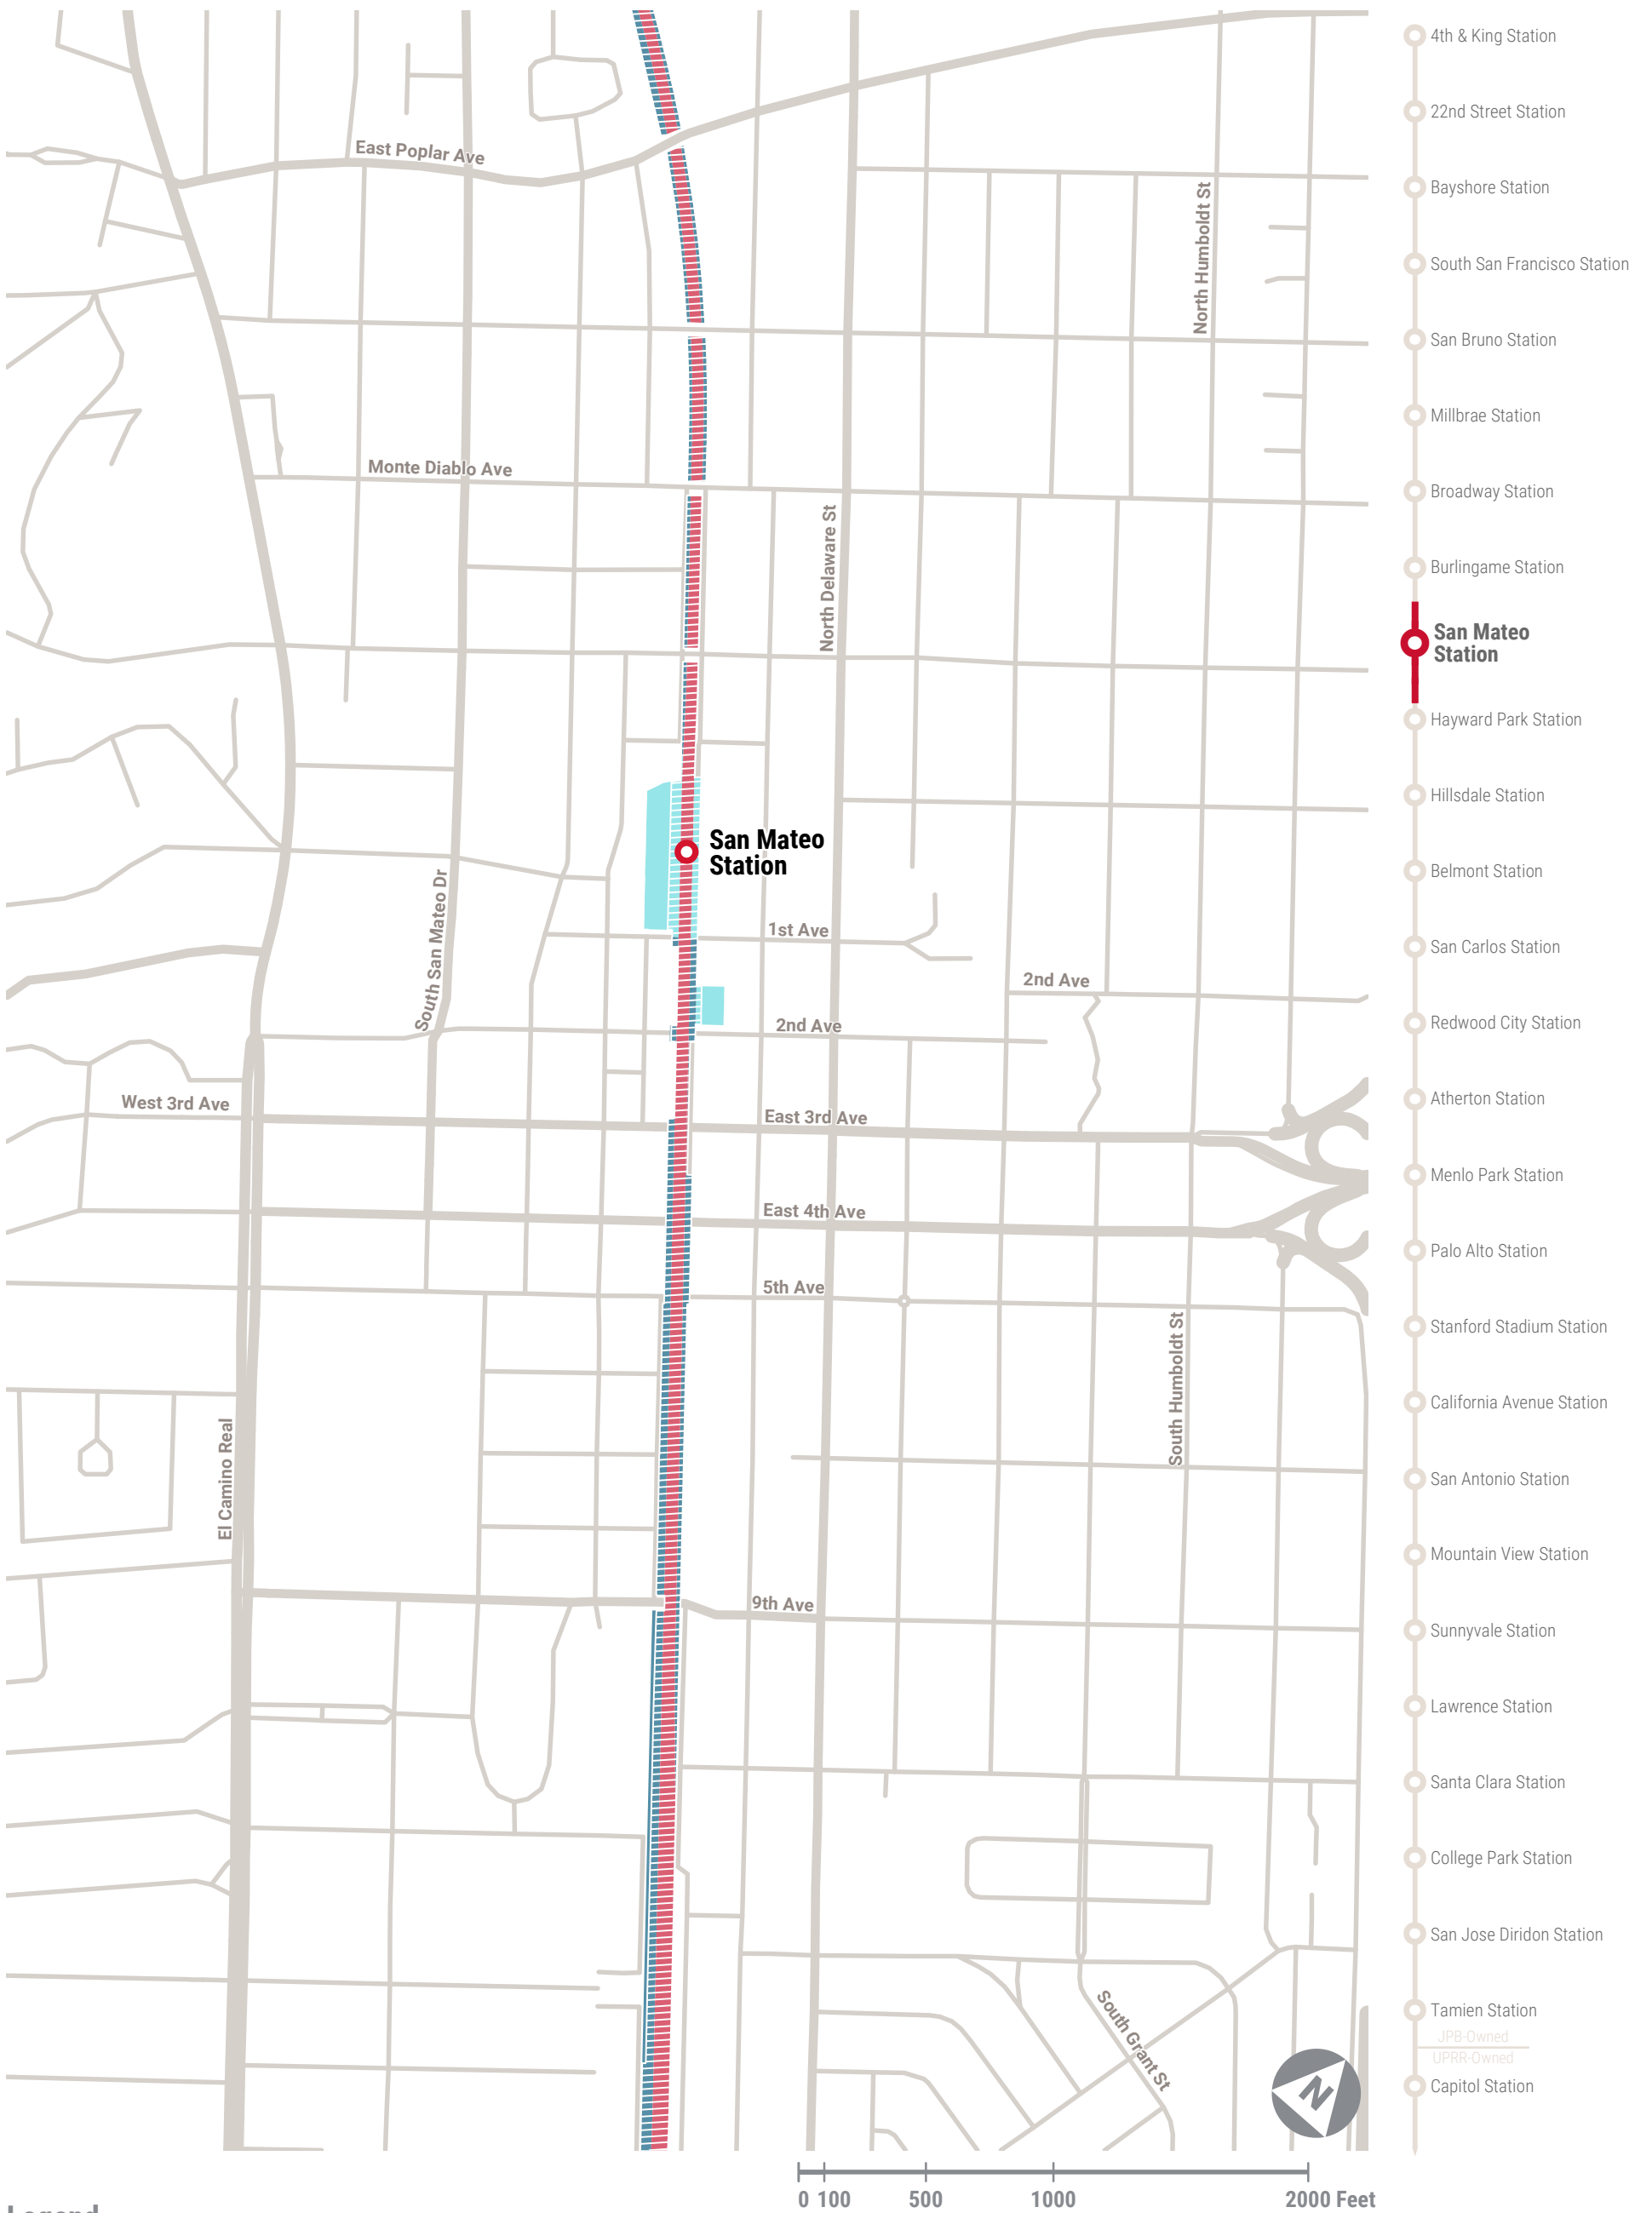 4th & King Station
22nd Street Station
Bayshore Station
South San Francisco Station
San Bruno Station
Millbrae Station
Broadway Station
Burlingame Station
San Mateo
Station
Hayward Park Station
Hillsdale Station
Belmont Station
San Carlos Station
Redwood City Station
Atherton Station
Menlo Park Station
Palo Alto Station
Stanford Stadium Station
California Avenue Station
San Antonio Station
Mountain View Station
Sunnyvale Station
Lawrence Station
Santa Clara Station
College Park Station
San Jose Diridon Station
Tamien Station
JPB-Owned
UPRR-Owned
Capitol Station
East Poplar Ave
North Humboldt St
Monte Diablo Ave
North Delaware St
San Mateo
Station
South San Mateo Dr
1st Ave
2nd Ave
2nd Ave
West 3rd Ave
East 3rd Ave
East 4th Ave
5th Ave
South Humboldt St
El Camino Real
9th Ave
South Grant St
N
0 100 500 1000 2000 Feet
Legend